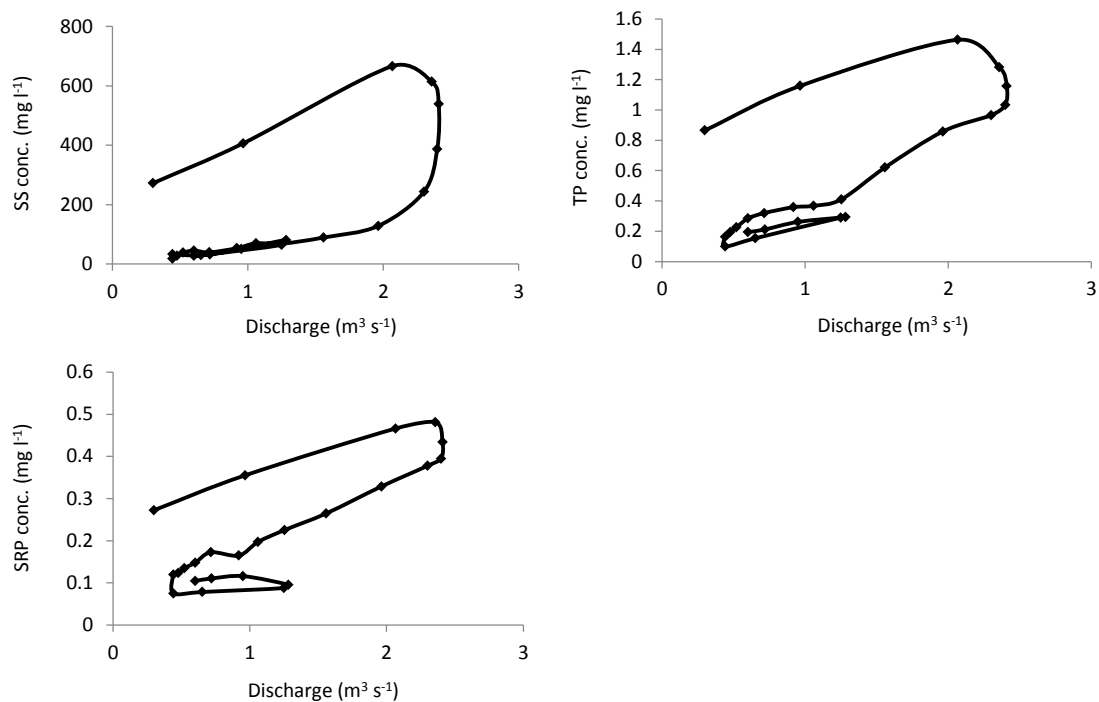 800
600
400
200
0
SS conc. (mg l⁻¹)
0 1 2 3
Discharge (m³ s⁻¹)
1.6
1.4
1.2
1
0.8
0.6
0.4
0.2
0
TP conc. (mg l⁻¹)
0 1 2 3
Discharge (m³ s⁻¹)
0.6
0.5
0.4
0.3
0.2
0.1
0
SRP conc. (mg l⁻¹)
0 1 2 3
Discharge (m³ s⁻¹)